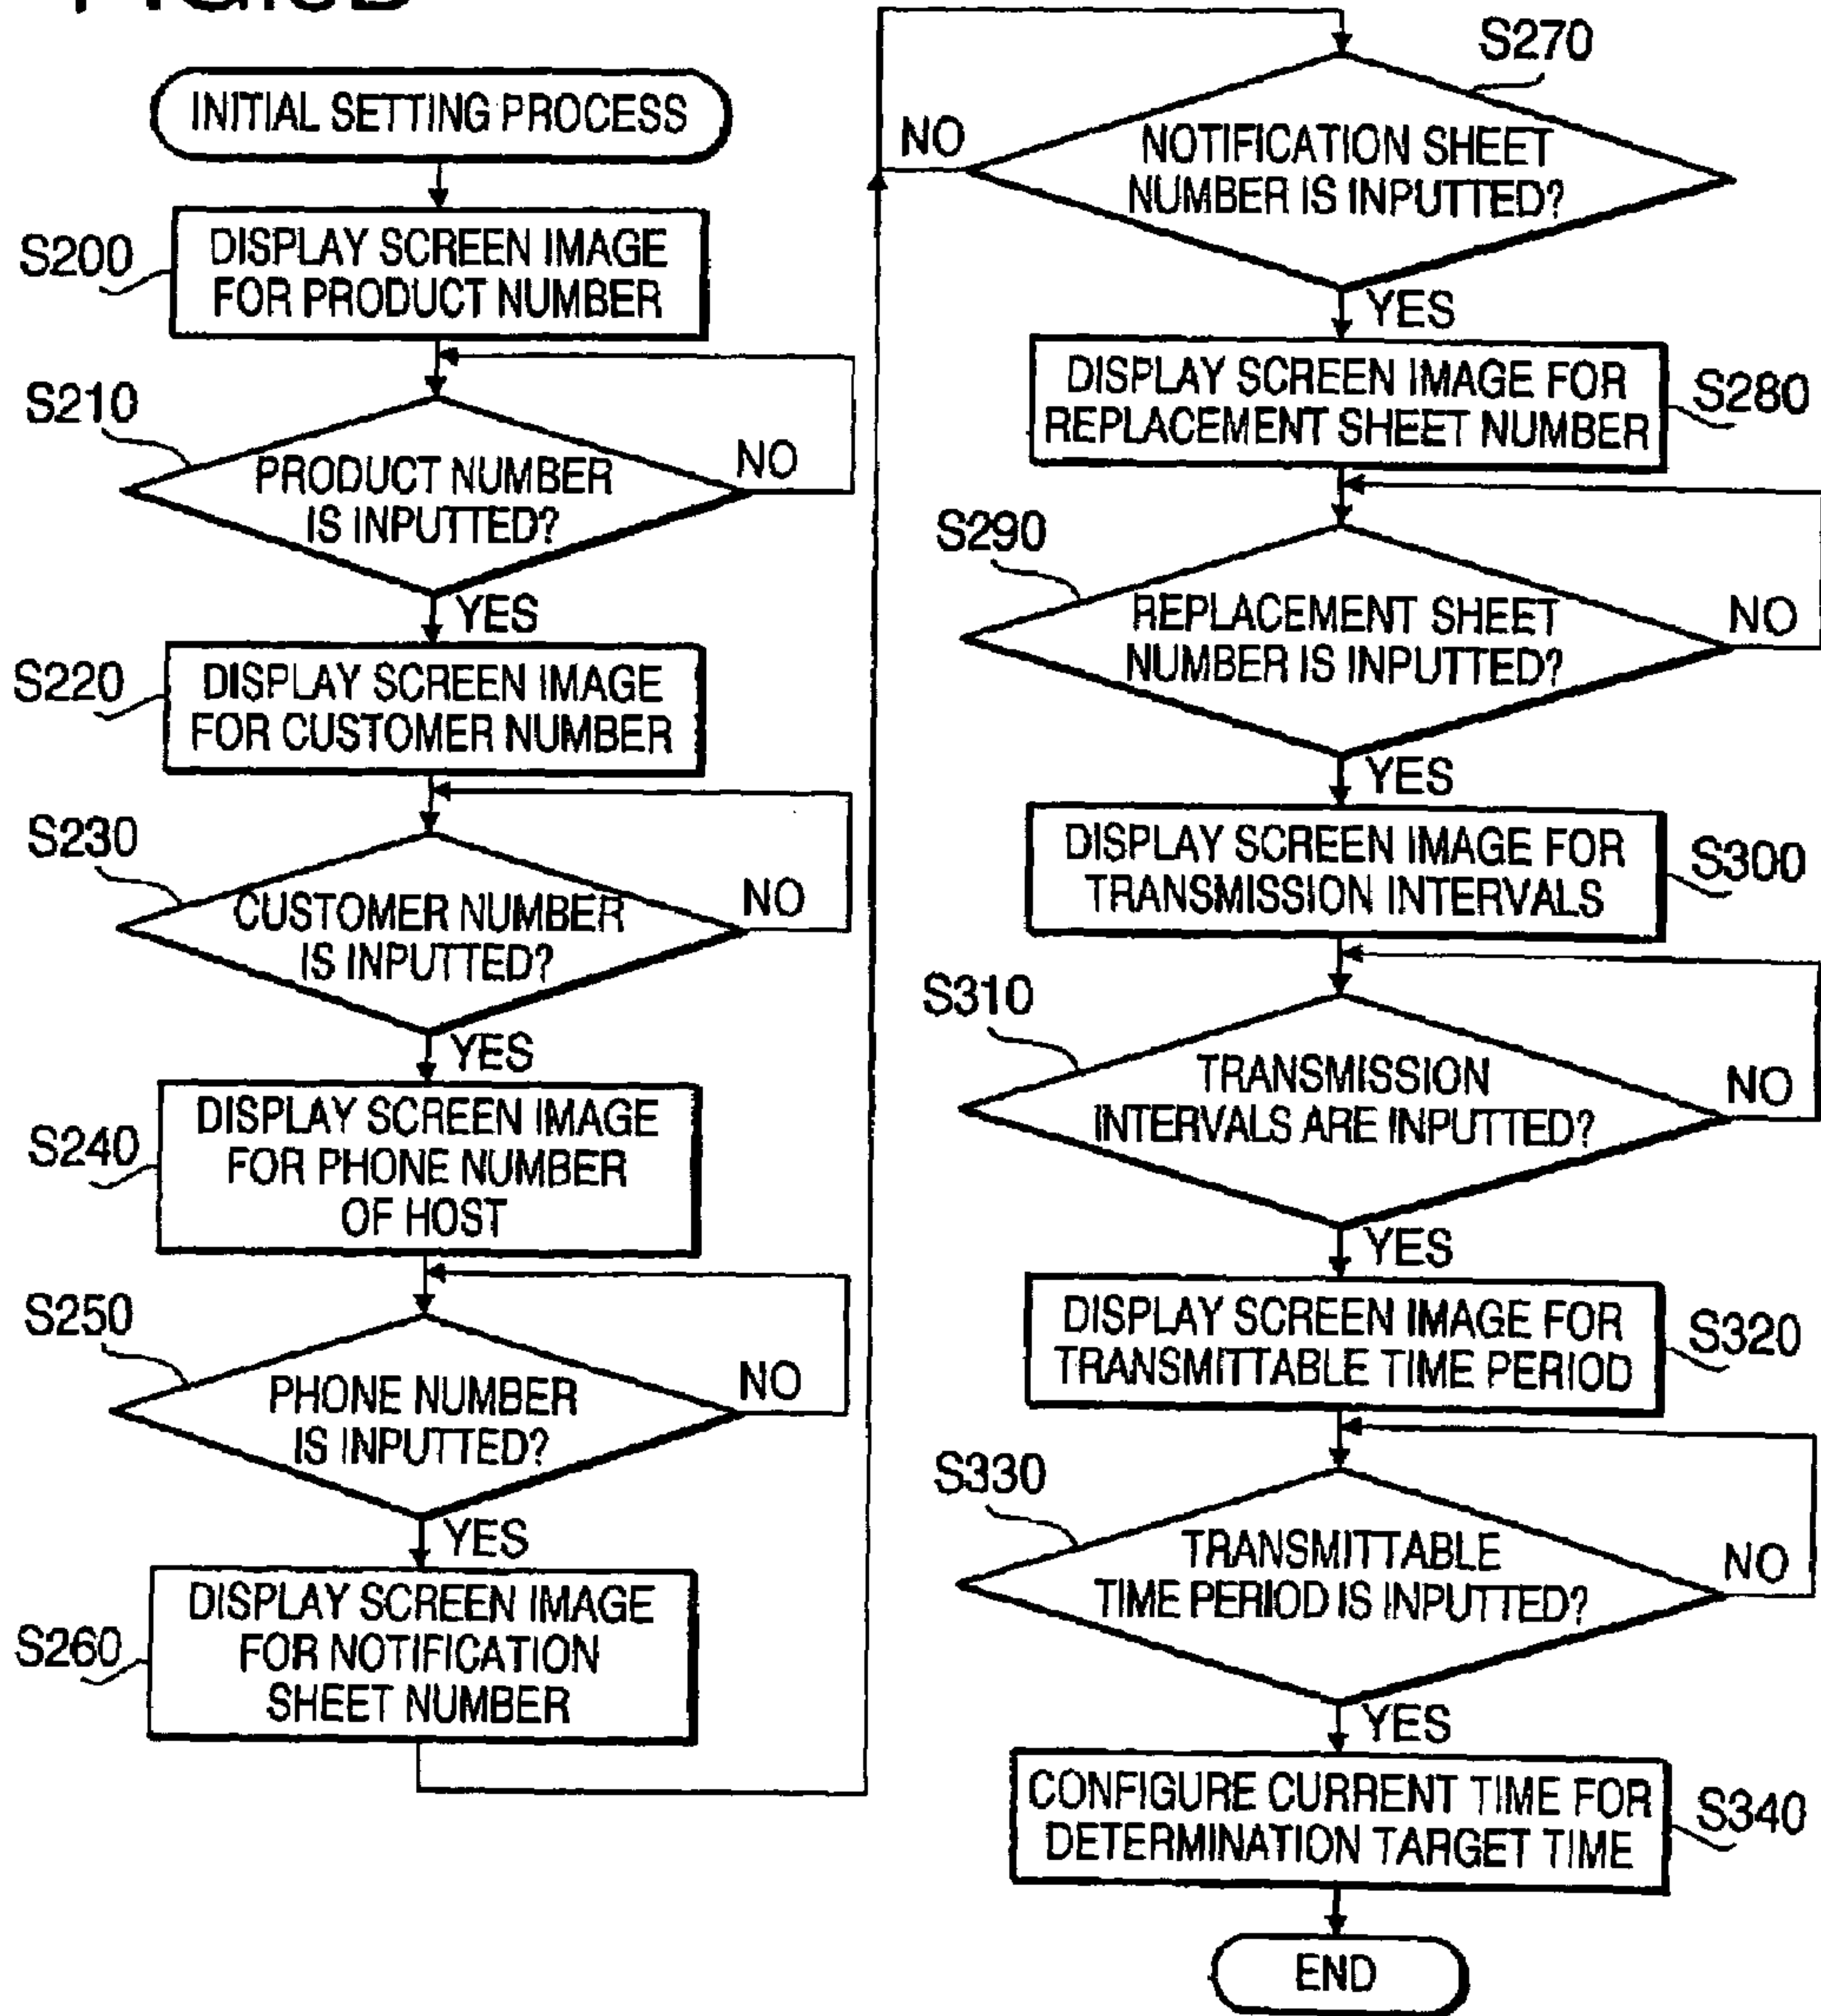 INITIAL SETTING PROCESS
S200
DISPLAY SCREEN IMAGE
FOR PRODUCT NUMBER
S210
PRODUCT NUMBER
IS INPUTTED?
NO
YES
S220
DISPLAY SCREEN IMAGE
FOR CUSTOMER NUMBER
S230
CUSTOMER NUMBER
IS INPUTTED?
NO
YES
S240
DISPLAY SCREEN IMAGE
FOR PHONE NUMBER
OF HOST
S250
PHONE NUMBER
IS INPUTTED?
NO
YES
S260
DISPLAY SCREEN IMAGE
FOR NOTIFICATION
SHEET NUMBER
S270
NO
NOTIFICATION SHEET
NUMBER IS INPUTTED?
YES
DISPLAY SCREEN IMAGE FOR
REPLACEMENT SHEET NUMBER
S280
S290
REPLACEMENT SHEET
NUMBER IS INPUTTED?
NO
YES
DISPLAY SCREEN IMAGE FOR
TRANSMISSION INTERVALS
S300
S310
TRANSMISSION
INTERVALS ARE INPUTTED?
NO
YES
DISPLAY SCREEN IMAGE FOR
TRANSMITTABLE TIME PERIOD
S320
S330
TRANSMITTABLE
TIME PERIOD IS INPUTTED?
NO
YES
CONFIGURE CURRENT TIME FOR
DETERMINATION TARGET TIME
S340
END